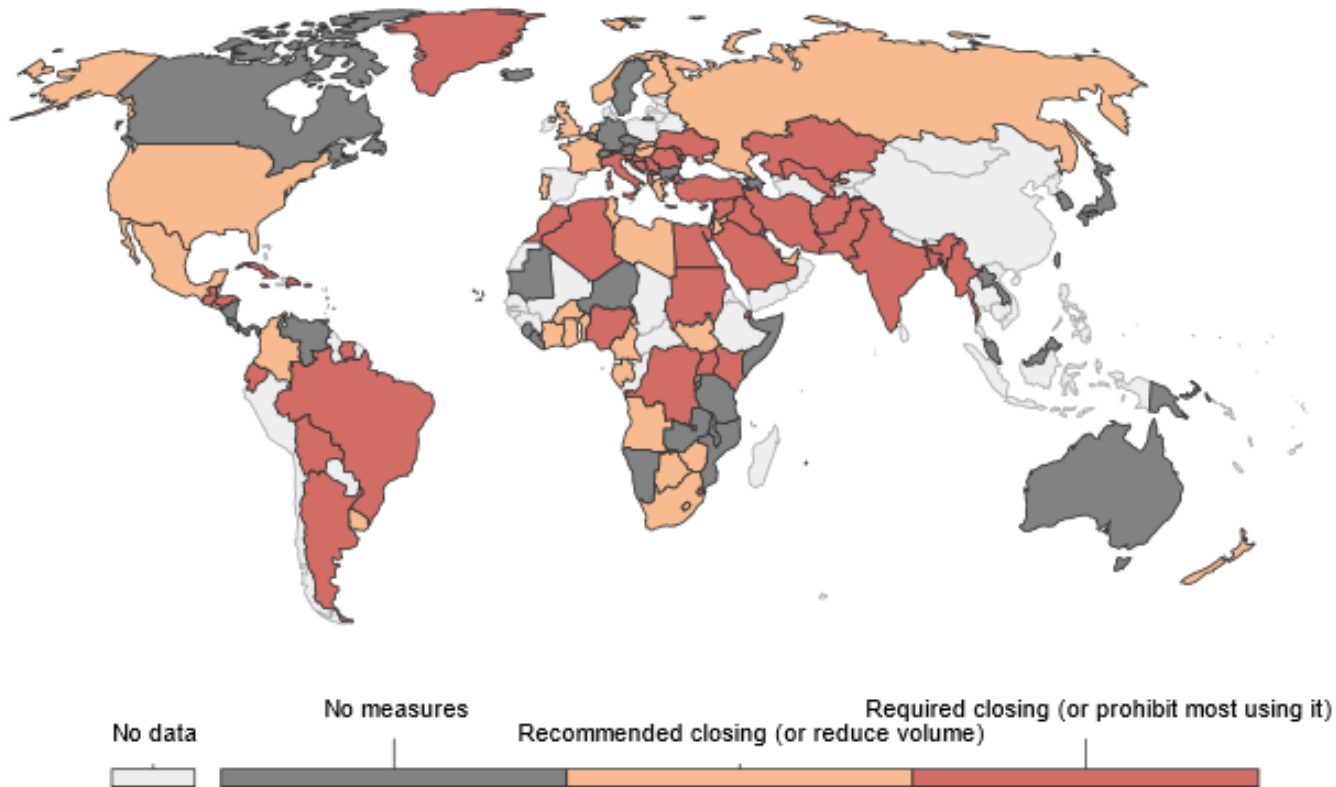 Required closing (or prohibit most using it)
No measures
No data
Recommended closing (or reduce volume)